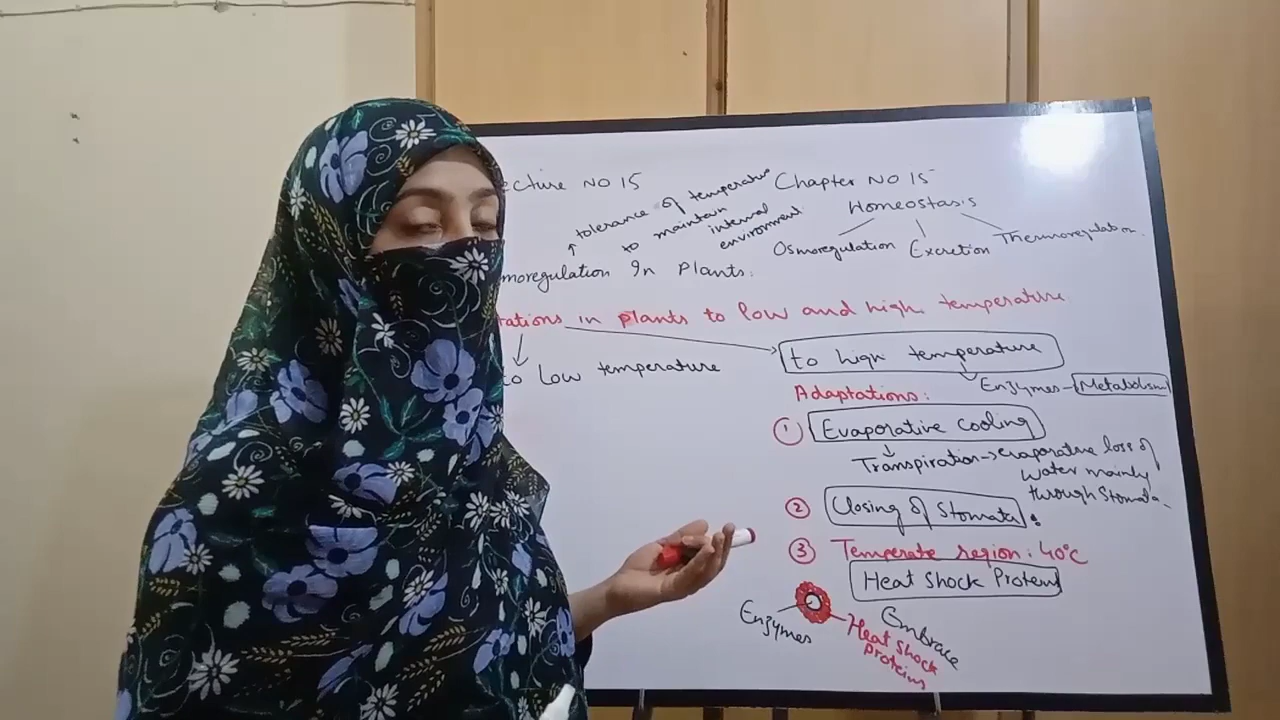 ecture No 15
Chapter No 15
Homeostasis
Osmoregulation Excretion Thermoregulation
tolerance of temperature
to maintain
internal
environment
moregulation In Plants.
tations in plants to low and high temperature
to low temperature
to high temperature
Enzymes - Metabolism
Adaptations:
① Evaporative Cooling
Transpiration → evaporative loss of
water mainly
through Stomata
② Closing of Stomata.
③ Temperate region: 40°C
Heat Shock Proteins
Enzymes
Embrace
Heat Shock
Proteins